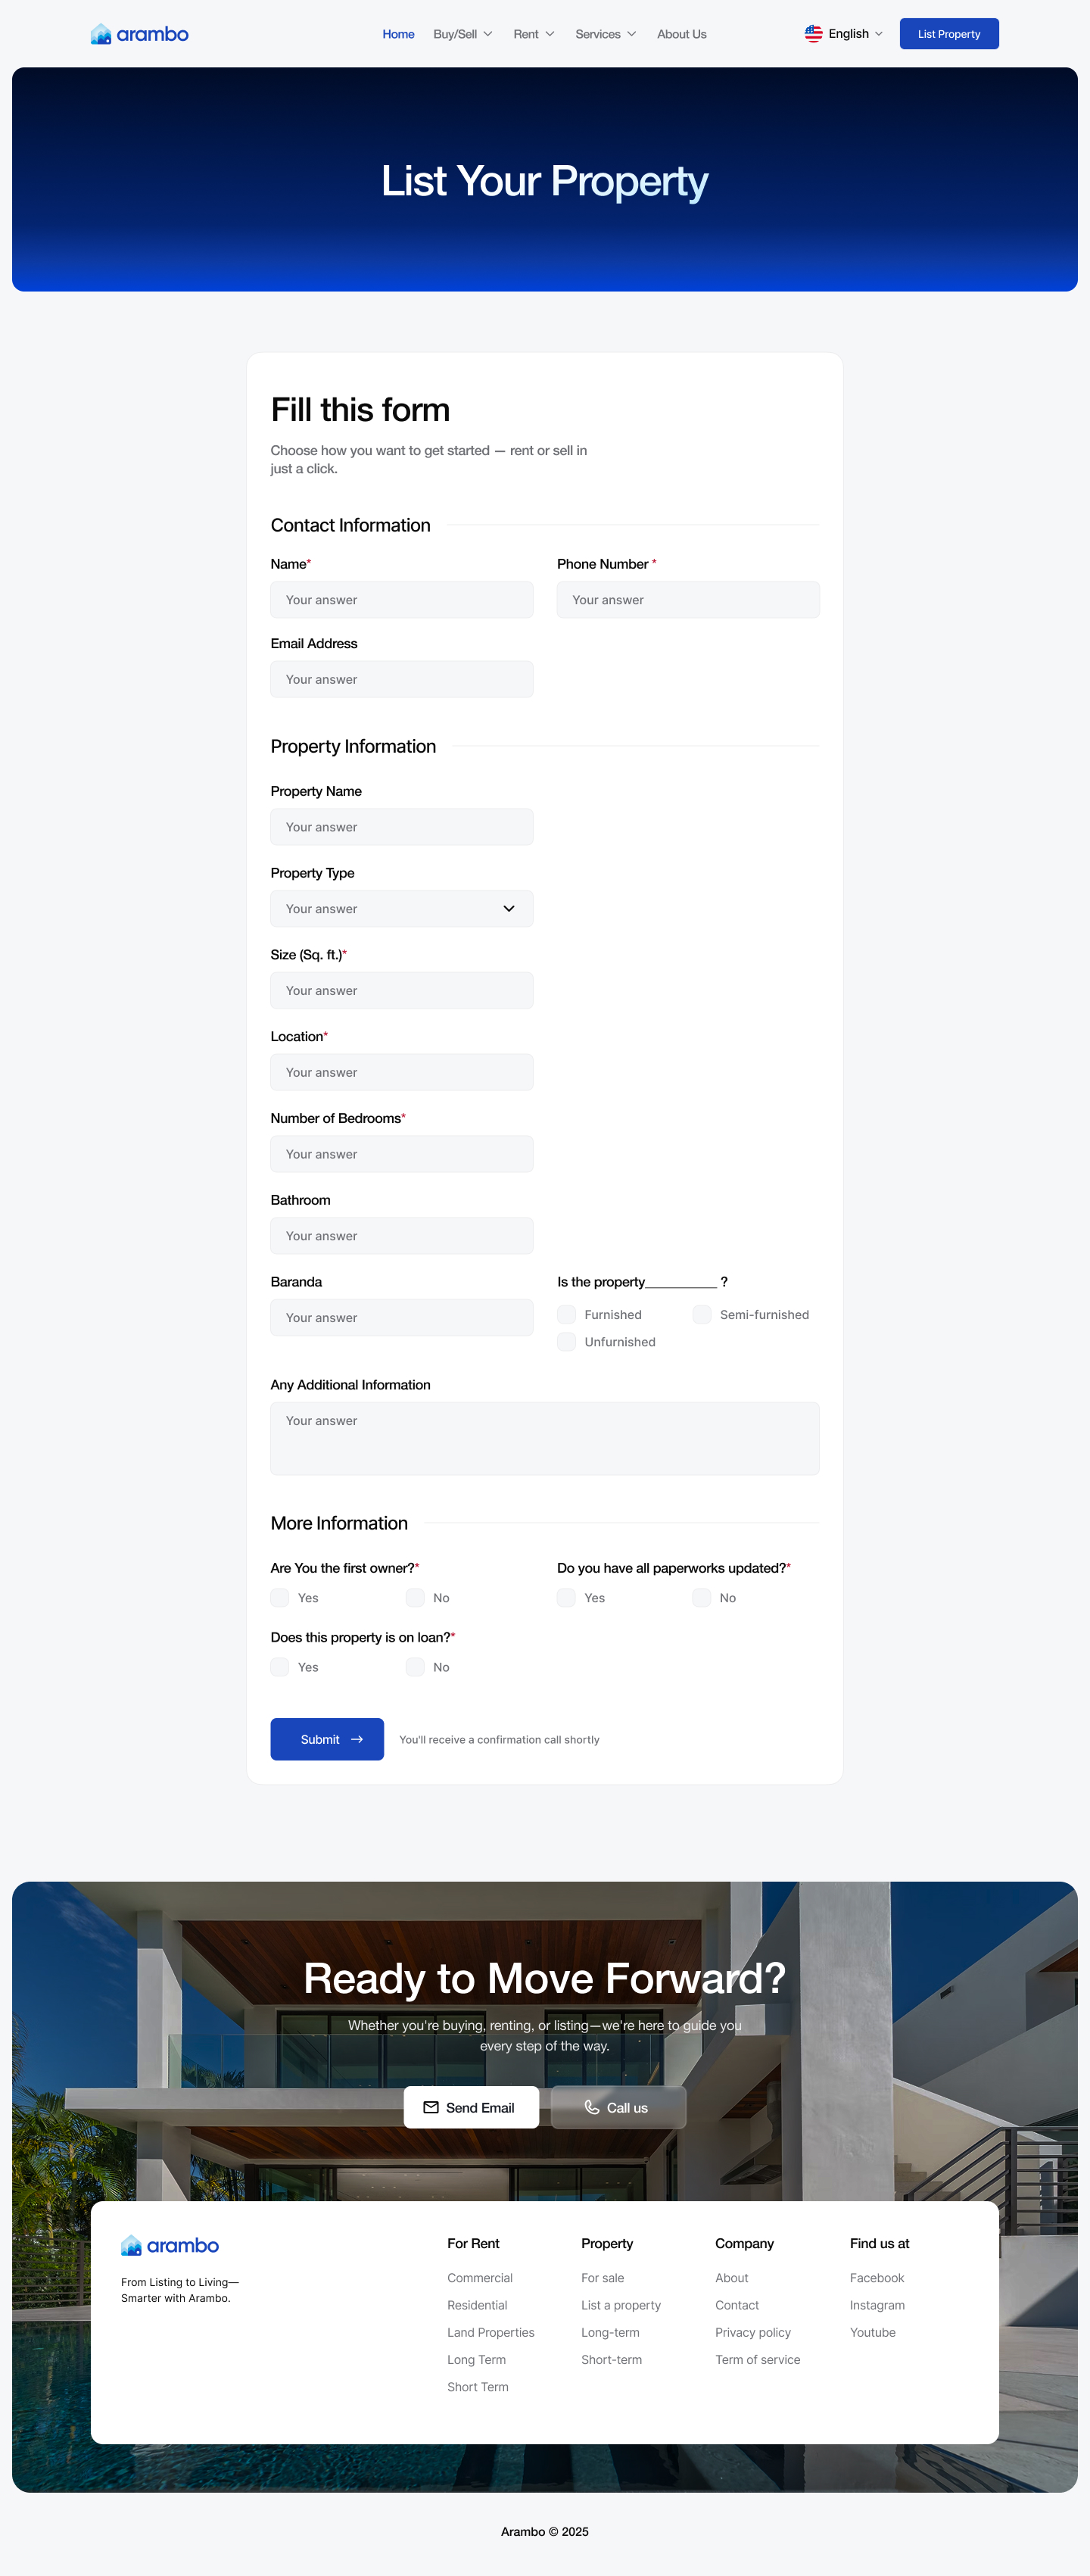 arambo
Home Buy/Sell Rent Services About Us
English
List Property
List Your Property
Fill this form
Choose how you want to get started — rent or sell in
just a click.
Contact Information
Name* Phone Number *
Your answer Your answer
Email Address
Your answer
Property Information
Property Name
Your answer
Property Type
Your answer
Size (Sq. ft.)*
Your answer
Location*
Your answer
Number of Bedrooms*
Your answer
Bathroom
Your answer
Baranda
Your answer
Is the property___________ ?
Furnished Semi-furnished
Unfurnished
Any Additional Information
Your answer
More Information
Are You the first owner?*
Yes No
Do you have all paperworks updated?*
Yes No
Does this property is on loan?*
Yes No
Submit
You'll receive a confirmation call shortly
Ready to Move Forward?
Whether you're buying, renting, or listing—we're here to guide you
every step of the way.
Send Email Call us
arambo
From Listing to Living—
Smarter with Arambo.
For Rent
Commercial
Residential
Land Properties
Long Term
Short Term
Property
For sale
List a property
Long-term
Short-term
Company
About
Contact
Privacy policy
Term of service
Find us at
Facebook
Instagram
Youtube
Arambo © 2025